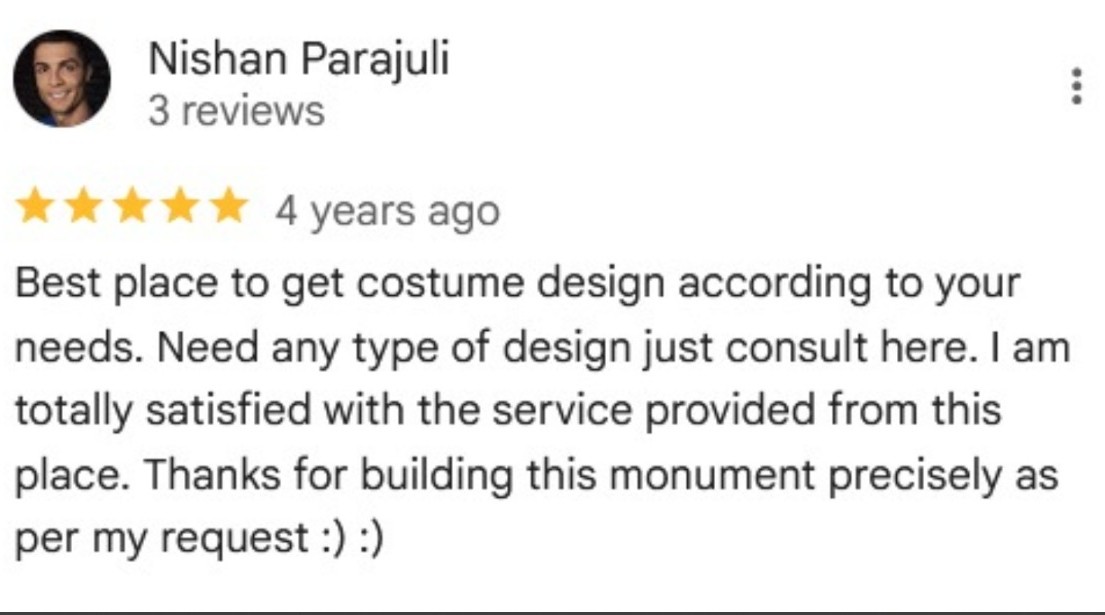 Nishan Parajuli
3 reviews
4 years ago
Best place to get costume design according to your
needs. Need any type of design just consult here. I am
totally satisfied with the service provided from this
place. Thanks for building this monument precisely as
per my request :) :)